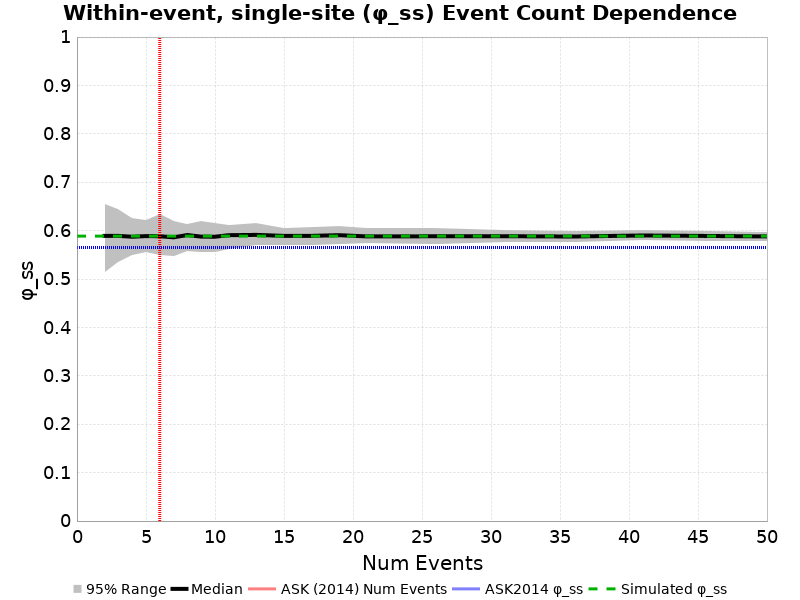 Within-event, single-site (φ_ss) Event Count Dependence
1
0.9
0.8
0.7
0.6
0.5
0.4
0.3
0.2
0.1
0
φ_ss
0 5 10 15 20 25 30 35 40 45 50
Num Events
95% Range Median ASK (2014) Num Events ASK2014 φ_ss Simulated φ_ss